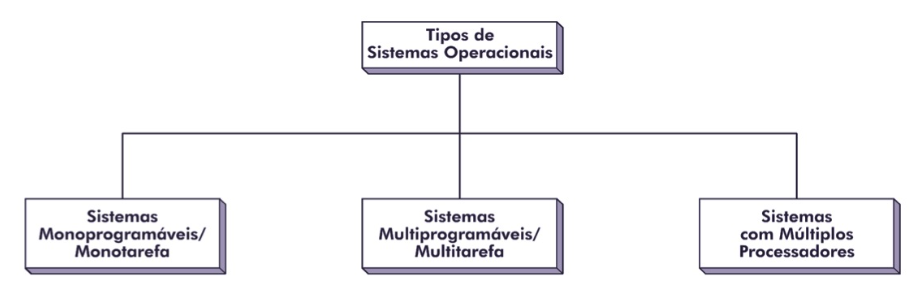 Tipos de
Sistemas Operacionais
Sistemas
Monoprogramáveis/
Monotarefa
Sistemas
Multiprogramáveis/
Multitarefa
Sistemas
com Múltiplos
Processadores